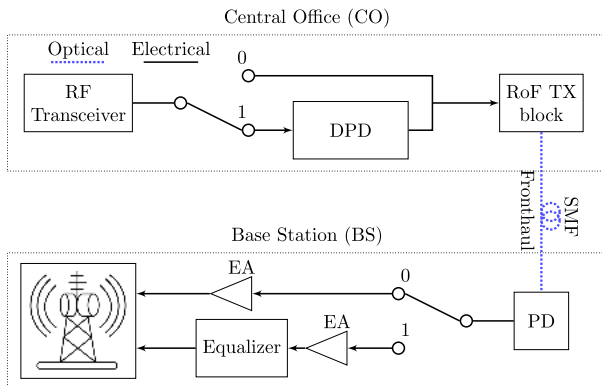 Central Office (CO)
Optical Electrical
0
RF
Transceiver
1
DPD
RoF TX
block
Fronthaul
SMF
Base Station (BS)
EA
0
EA
1
Equalizer
PD